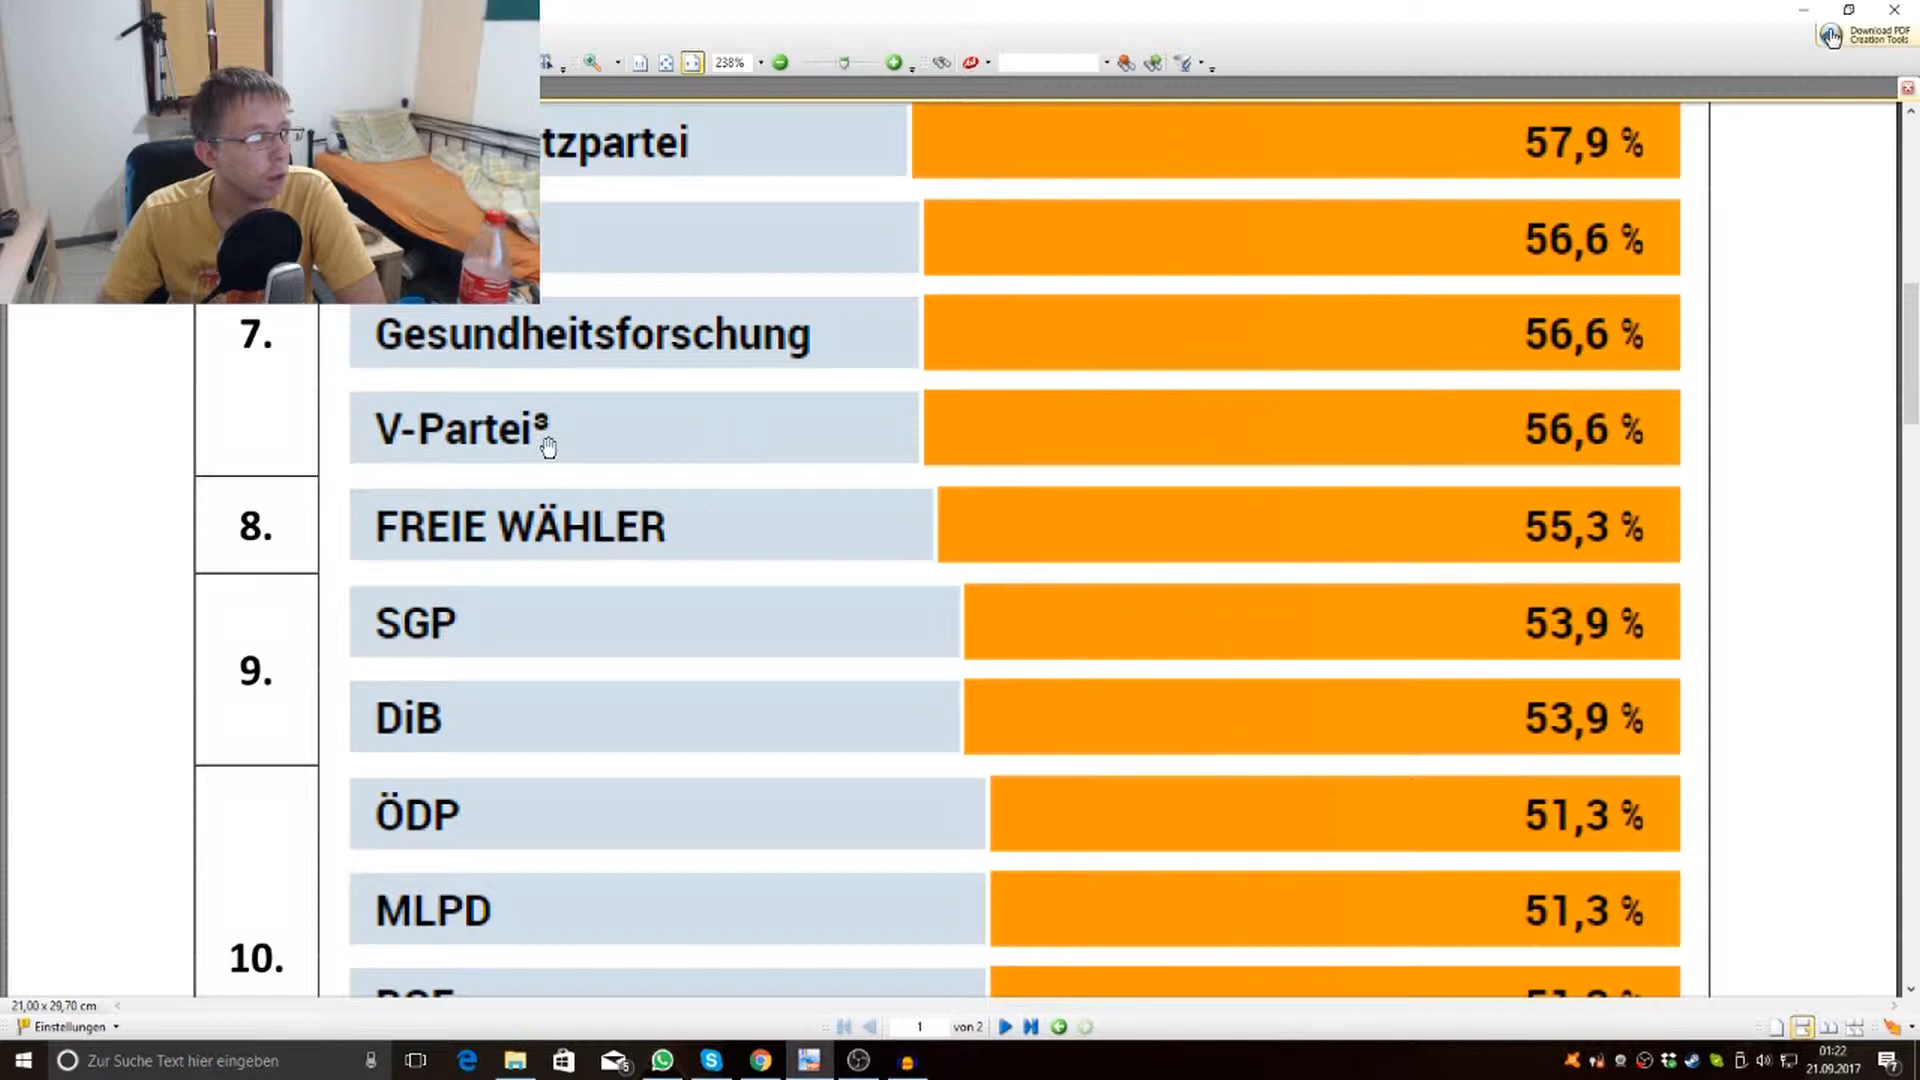 Download PDF
Creation Tools
238%
tzpartei
57,9 %
56,6 %
7.
Gesundheitsforschung
56,6 %
V-Partei³
56,6 %
8.
FREIE WÄHLER
55,3 %
9.
SGP
53,9 %
DiB
53,9 %
10.
ÖDP
51,3 %
MLPD
51,3 %
21,00 x 29,70 cm
Einstellungen
1
von 2
Zur Suche Text hier eingeben
01:22
21.09.2017